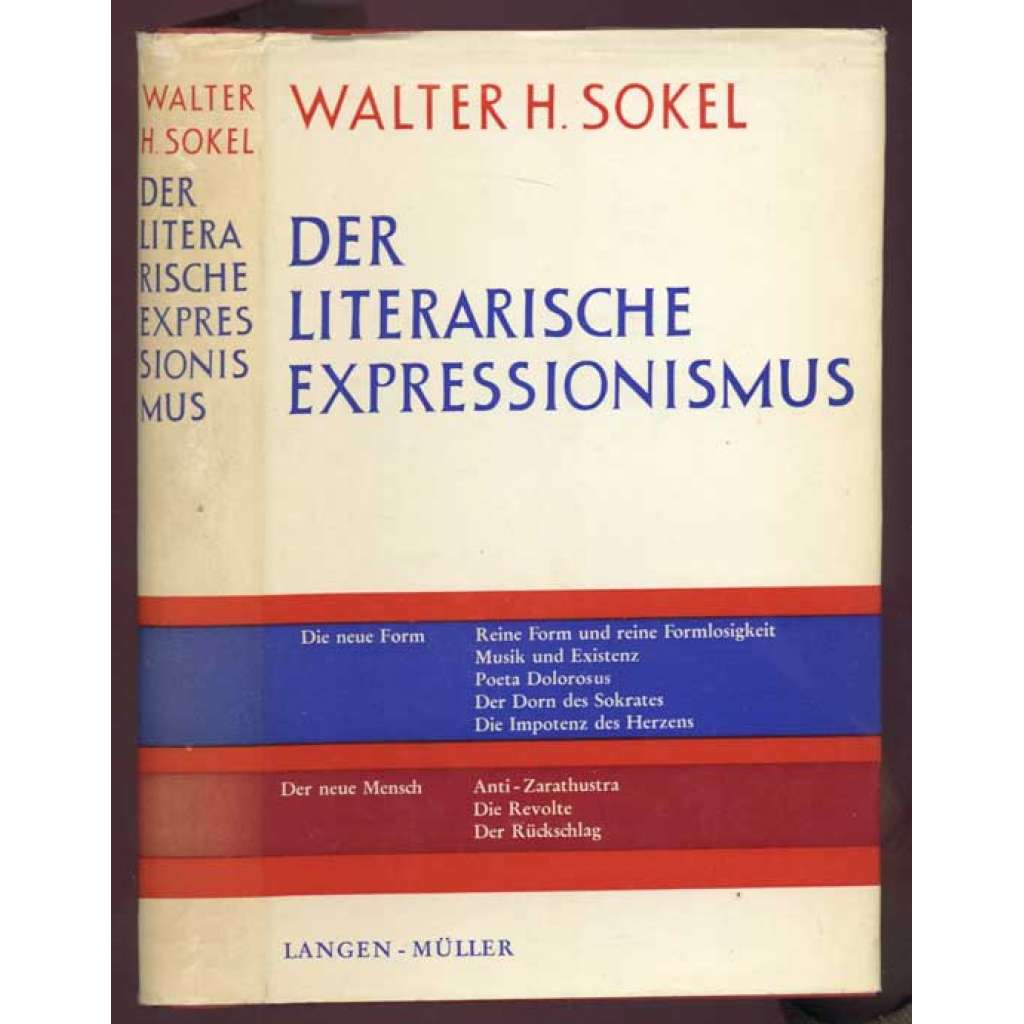 WALTER
H. SOKEL
DER
LITERA
RISCHE
EXPRES
SIONIS
MUS
WALTER H. SOKEL
DER
LITERARISCHE
EXPRESSIONISMUS
Die neue Form
Reine Form und reine Formlosigkeit
Musik und Existenz
Poeta Dolorosus
Der Dorn des Sokrates
Die Impotenz des Herzens
Der neue Mensch
Anti-Zarathustra
Die Revolte
Der Rückschlag
LANGEN-MÜLLER